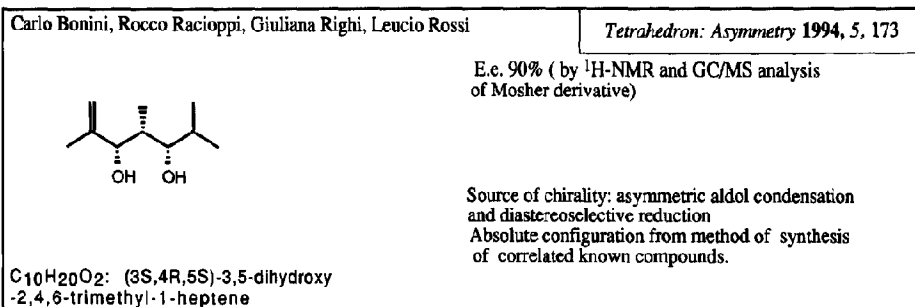 Carlo Bonini, Rocco Racioppi, Giuliana Righi, Leucio Rossi
Tetrahedron: Asymmetry 1994, 5, 173
E.e. 90% ( by ¹H-NMR and GC/MS analysis
of Mosher derivative)
OH OH
Source of chirality: asymmetric aldol condensation
and diastereoselective reduction
Absolute configuration from method of synthesis
of correlated known compounds.
C₁₀H₂₀O₂: (3S,4R,5S)-3,5-dihydroxy
-2,4,6-trimethyl-1-heptene